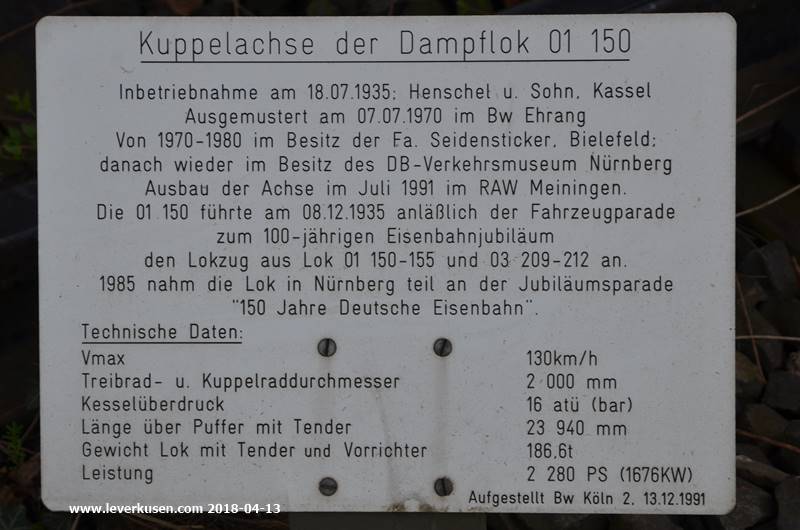 Kuppelachse der Dampflok 01 150
Inbetriebnahme am 18.07.1935; Henschel u. Sohn, Kassel
Ausgemustert am 07.07.1970 im Bw Ehrang
Von 1970-1980 im Besitz der Fa. Seidensticker, Bielefeld;
danach wieder im Besitz des DB-Verkehrsmuseum Nürnberg
Ausbau der Achse im Juli 1991 im RAW Meiningen.
Die 01 150 führte am 08.12.1935 anläßlich der Fahrzeugparade
zum 100-jährigen Eisenbahnjubiläum
den Lokzug aus Lok 01 150-155 und 03 209-212 an.
1985 nahm die Lok in Nürnberg teil an der Jubiläumsparade
"150 Jahre Deutsche Eisenbahn".
Technische Daten:
Vmax 130km/h
Treibrad- u. Kuppelraddurchmesser 2 000 mm
Kesselüberdruck 16 atü (bar)
Länge über Puffer mit Tender 23 940 mm
Gewicht Lok mit Tender und Vorrichter 186.6t
Leistung 2 280 PS (1676KW)
Aufgestellt Bw Köln 2, 13.12.1991
www.leverkusen.com 2018-04-13